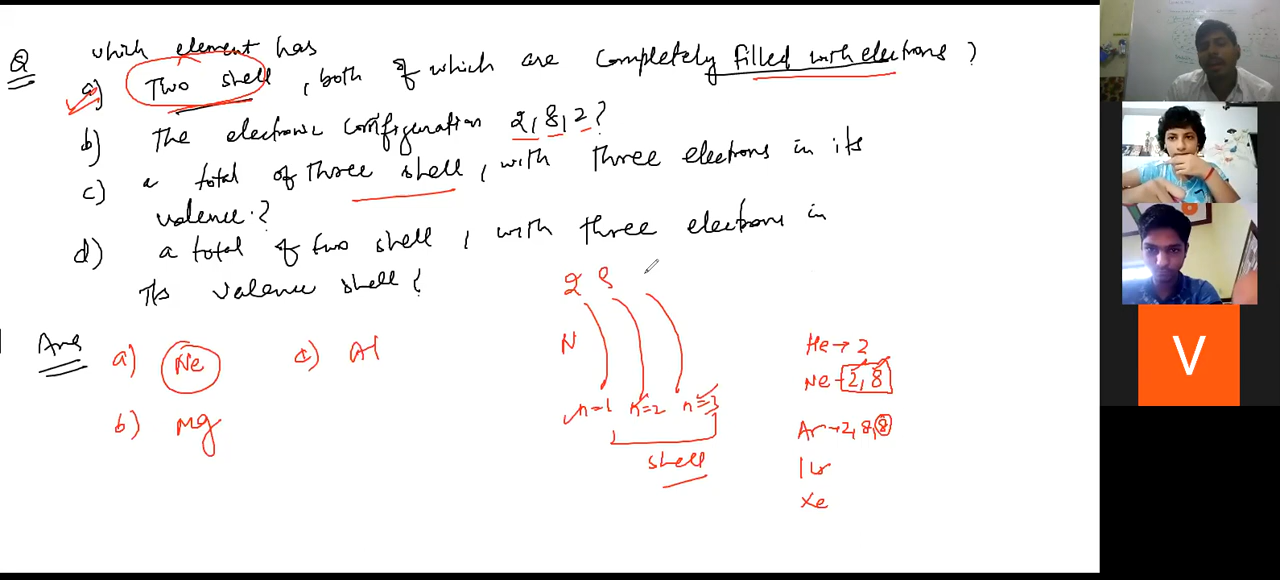 Q which element has
a) Two shell, both of which are completely filled with electrons ?
b) The electronic configuration 2, 8, 2?
c) a total of three shell, with three electrons in its
valence.?
d) a total of two shell, with three electrons in
Its valence shell?
2 8
Ans a) Ne c) Al
N
He → 2
Ne - 2, 8
n=1 n=2 n=3
b) Mg
Ar → 2, 8, 8
shell
Kr
Xe
V